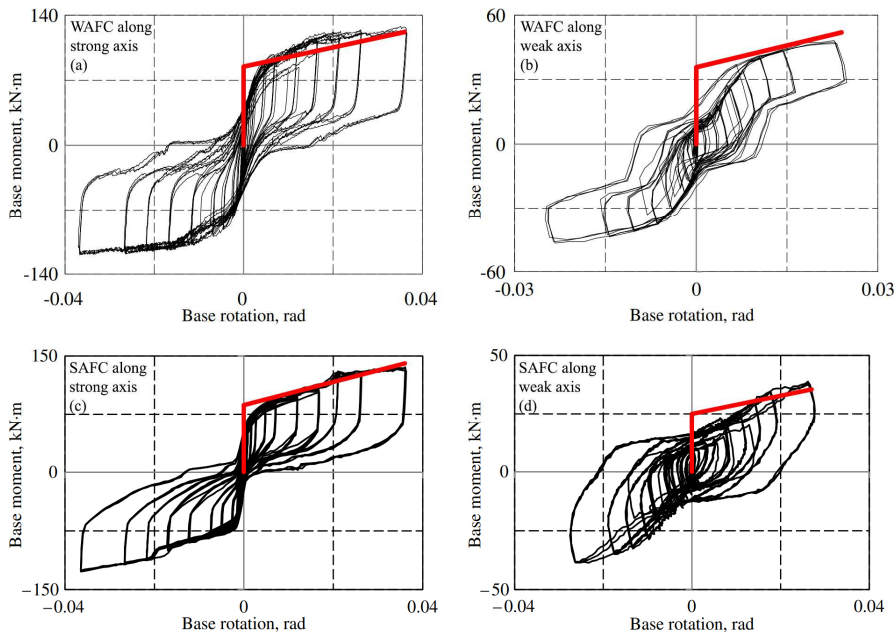 140
WAFC along
strong axis
(a)
Base moment, kN·m
0
-140
-0.04
0
0.04
Base rotation, rad
60
WAFC along
weak axis
(b)
Base moment, kN·m
0
-60
-0.03
0
0.03
Base rotation, rad
150
SAFC along
strong axis
(c)
Base moment, kN·m
0
−150
−0.04
0
0.04
Base rotation, rad
50
SAFC along
weak axis
(d)
Base moment, kN·m
0
−50
−0.04
0
0.04
Base rotation, rad